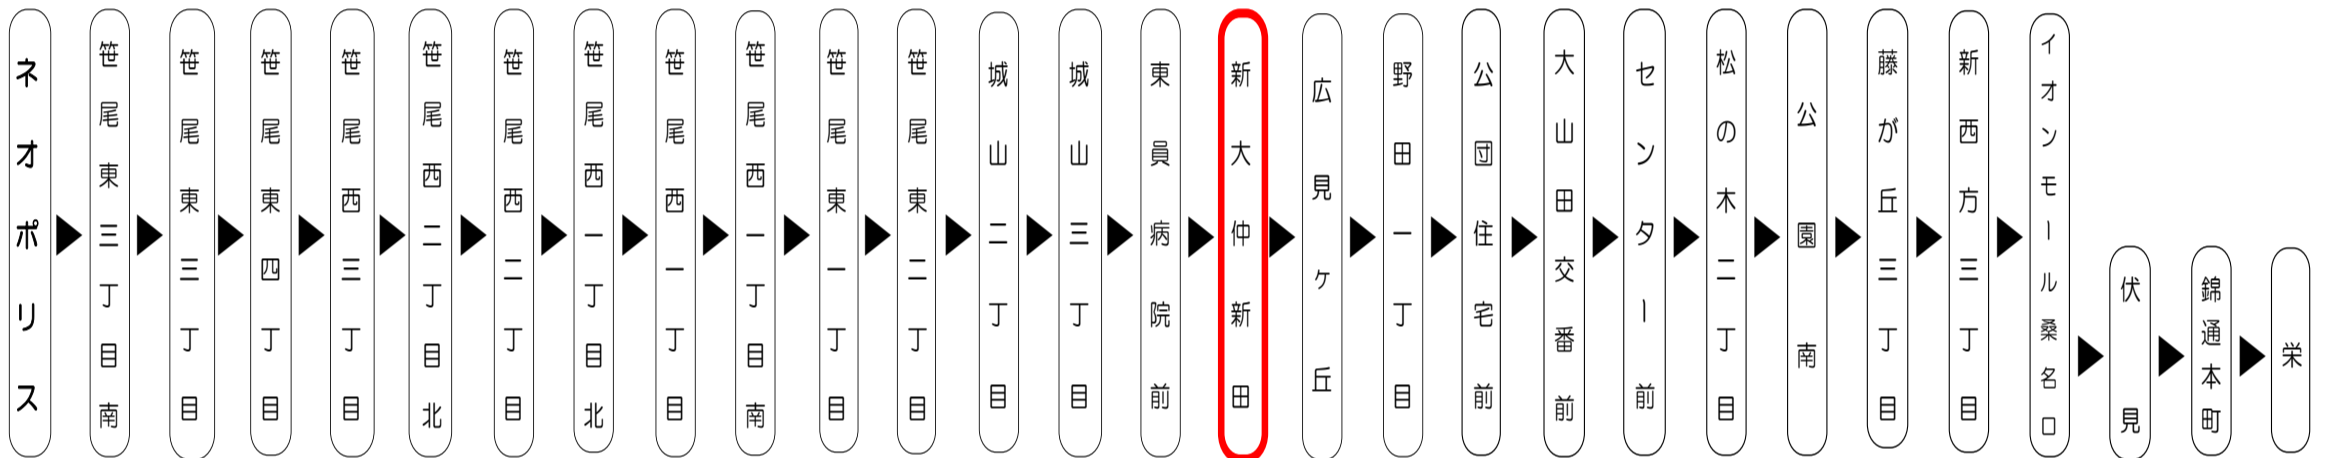 ネオポリス
笹尾東三丁目南
笹尾東三丁目
笹尾東四丁目
笹尾西三丁目
笹尾西二丁目北
笹尾西二丁目
笹尾西一丁目北
笹尾西一丁目
笹尾西一丁目南
笹尾東一丁目
笹尾東二丁目
城山二丁目
城山三丁目
東員病院前
新大仲新田
広見ヶ丘
野田一丁目
公団住宅前
大山田交番前
センター前
松の木二丁目
公園南
藤が丘三丁目
新西方三丁目
イオンモール桑名口
伏見
錦通本町
栄